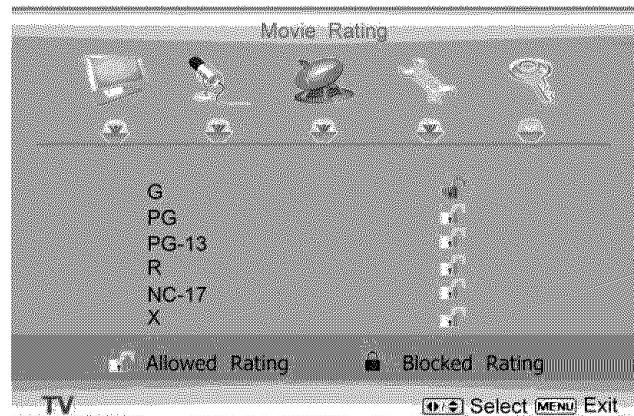 Movie Rating
G
PG
PG-13
R
NC-17
X
Allowed Rating Blocked Rating
TV Select MENU Exit